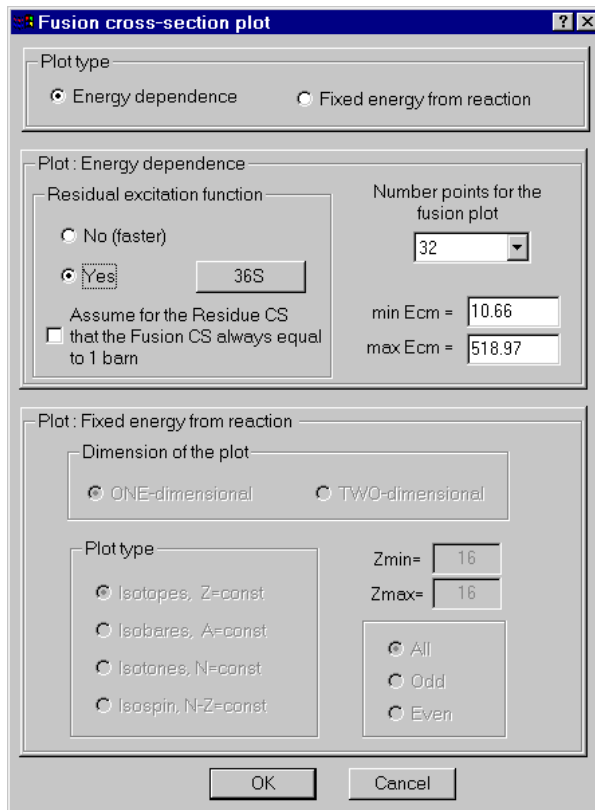 Fusion cross-section plot
Plot type
Energy dependence
Fixed energy from reaction
Plot : Energy dependence
Residual excitation function
No (faster)
Yes
36S
Assume for the Residue CS
that the Fusion CS always equal
to 1 barn
Number points for the
fusion plot
32
min Ecm = 10.66
max Ecm = 518.97
Plot : Fixed energy from reaction
Dimension of the plot
ONE-dimensional
TWO-dimensional
Plot type
Isotopes, Z=const
Isobares, A=const
Isotones, N=const
Isospin, N-Z=const
Zmin= 16
Zmax= 16
All
Odd
Even
OK
Cancel